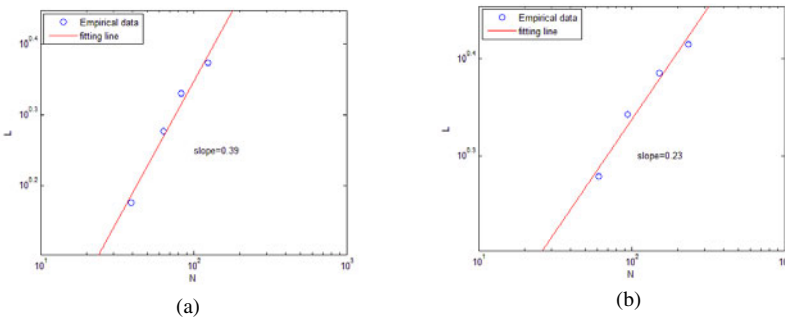 Empirical data
fitting line
10^0.4
10^0.3
10^0.2
L
slope=0.39
10^1
10^2
10^3
N
(a)
Empirical data
fitting line
10^0.4
10^0.3
L
slope=0.23
10^1
10^2
N
(b)